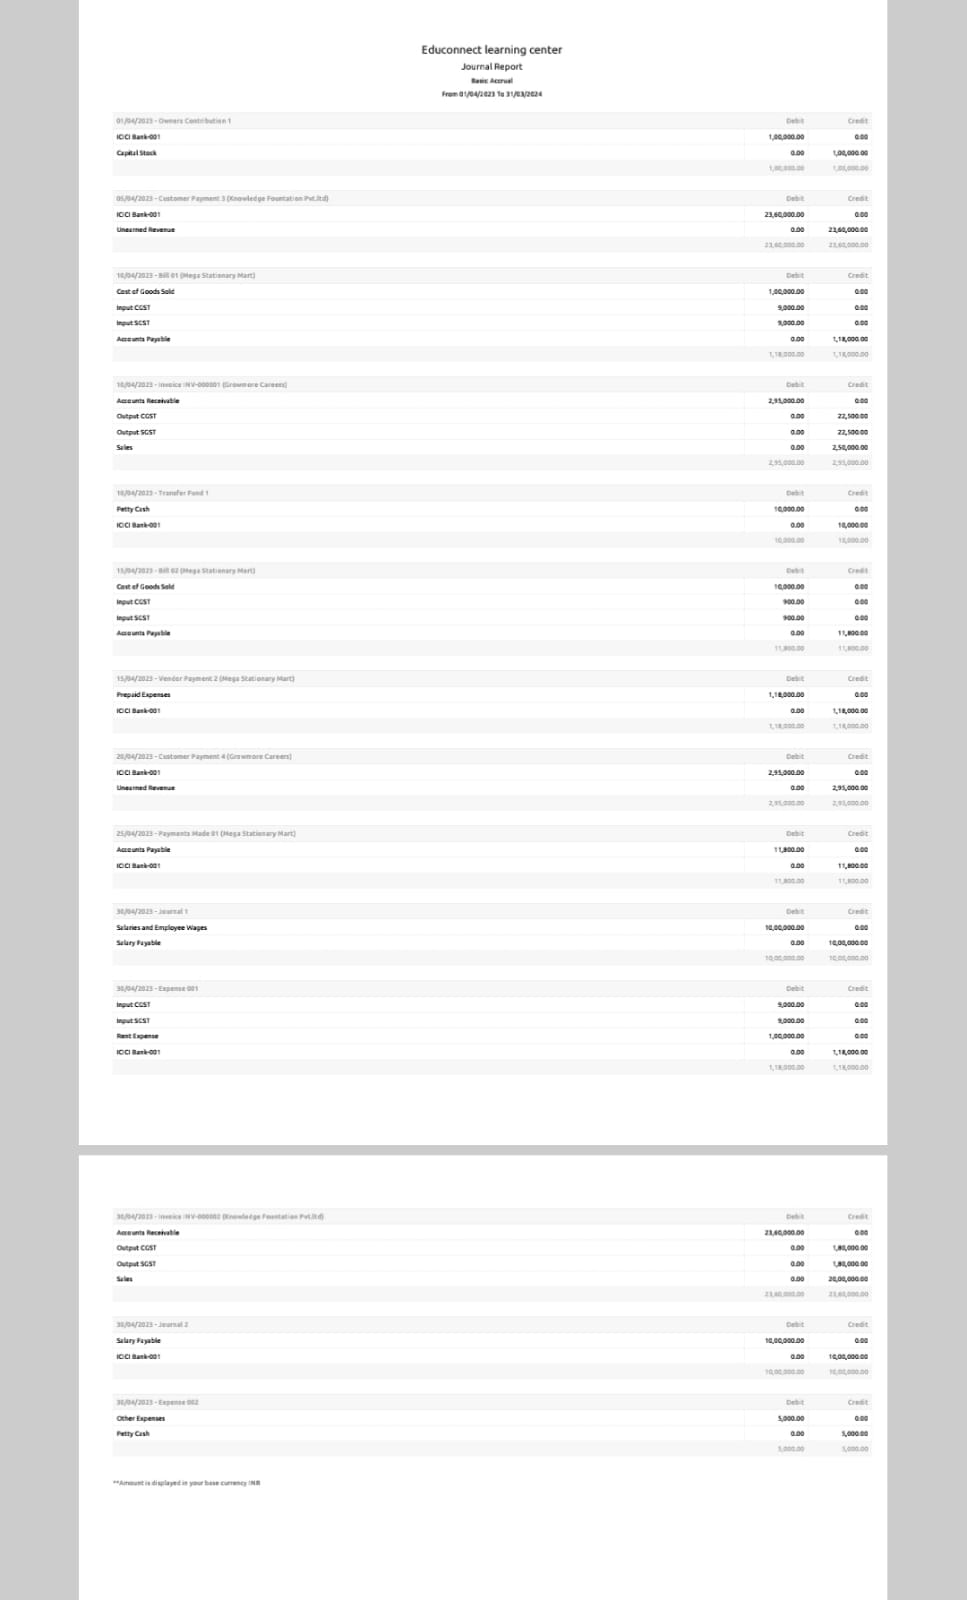 Educonnect learning center
Journal Report
Basic Accrual
From 01/04/2023 To 31/03/2024
01/04/2023 - Owners Contribution 1 Debit Credit
ICICI Bank-001 1,00,000.00 0.00
Capital Stock 0.00 1,00,000.00
1,00,000.00 1,00,000.00
05/04/2023 - Customer Payment 3 (Knowledge Fountation Pvt.ltd) Debit Credit
ICICI Bank-001 23,60,000.00 0.00
Unearned Revenue 0.00 23,60,000.00
23,60,000.00 23,60,000.00
10/04/2023 - Bill 01 (Mega Stationary Mart) Debit Credit
Cost of Goods Sold 1,00,000.00 0.00
Input CGST 9,000.00 0.00
Input SGST 9,000.00 0.00
Accounts Payable 0.00 1,18,000.00
1,18,000.00 1,18,000.00
10/04/2023 - Invoice INV-000001 (Growmore Careers) Debit Credit
Accounts Receivable 2,95,000.00 0.00
Output CGST 0.00 22,500.00
Output SGST 0.00 22,500.00
Sales 0.00 2,50,000.00
2,95,000.00 2,95,000.00
10/04/2023 - Transfer Fund 1 Debit Credit
Petty Cash 10,000.00 0.00
ICICI Bank-001 0.00 10,000.00
10,000.00 10,000.00
15/04/2023 - Bill 02 (Mega Stationary Mart) Debit Credit
Cost of Goods Sold 10,000.00 0.00
Input CGST 900.00 0.00
Input SGST 900.00 0.00
Accounts Payable 0.00 11,800.00
11,800.00 11,800.00
15/04/2023 - Vendor Payment 2 (Mega Stationary Mart) Debit Credit
Prepaid Expenses 1,18,000.00 0.00
ICICI Bank-001 0.00 1,18,000.00
1,18,000.00 1,18,000.00
20/04/2023 - Customer Payment 4 (Growmore Careers) Debit Credit
ICICI Bank-001 2,95,000.00 0.00
Unearned Revenue 0.00 2,95,000.00
2,95,000.00 2,95,000.00
25/04/2023 - Payments Made 01 (Mega Stationary Mart) Debit Credit
Accounts Payable 11,800.00 0.00
ICICI Bank-001 0.00 11,800.00
11,800.00 11,800.00
30/04/2023 - Journal 1 Debit Credit
Salaries and Employee Wages 10,00,000.00 0.00
Salary Payable 0.00 10,00,000.00
10,00,000.00 10,00,000.00
30/04/2023 - Expense 001 Debit Credit
Input CGST 9,000.00 0.00
Input SGST 9,000.00 0.00
Rent Expense 1,00,000.00 0.00
ICICI Bank-001 0.00 1,18,000.00
1,18,000.00 1,18,000.00
30/04/2023 - Invoice INV-000002 (Knowledge Fountation Pvt.ltd) Debit Credit
Accounts Receivable 23,60,000.00 0.00
Output CGST 0.00 1,80,000.00
Output SGST 0.00 1,80,000.00
Sales 0.00 20,00,000.00
23,60,000.00 23,60,000.00
30/04/2023 - Journal 2 Debit Credit
Salary Payable 10,00,000.00 0.00
ICICI Bank-001 0.00 10,00,000.00
10,00,000.00 10,00,000.00
30/04/2023 - Expense 002 Debit Credit
Other Expenses 5,000.00 0.00
Petty Cash 0.00 5,000.00
5,000.00 5,000.00
**Amount is displayed in your base currency INR